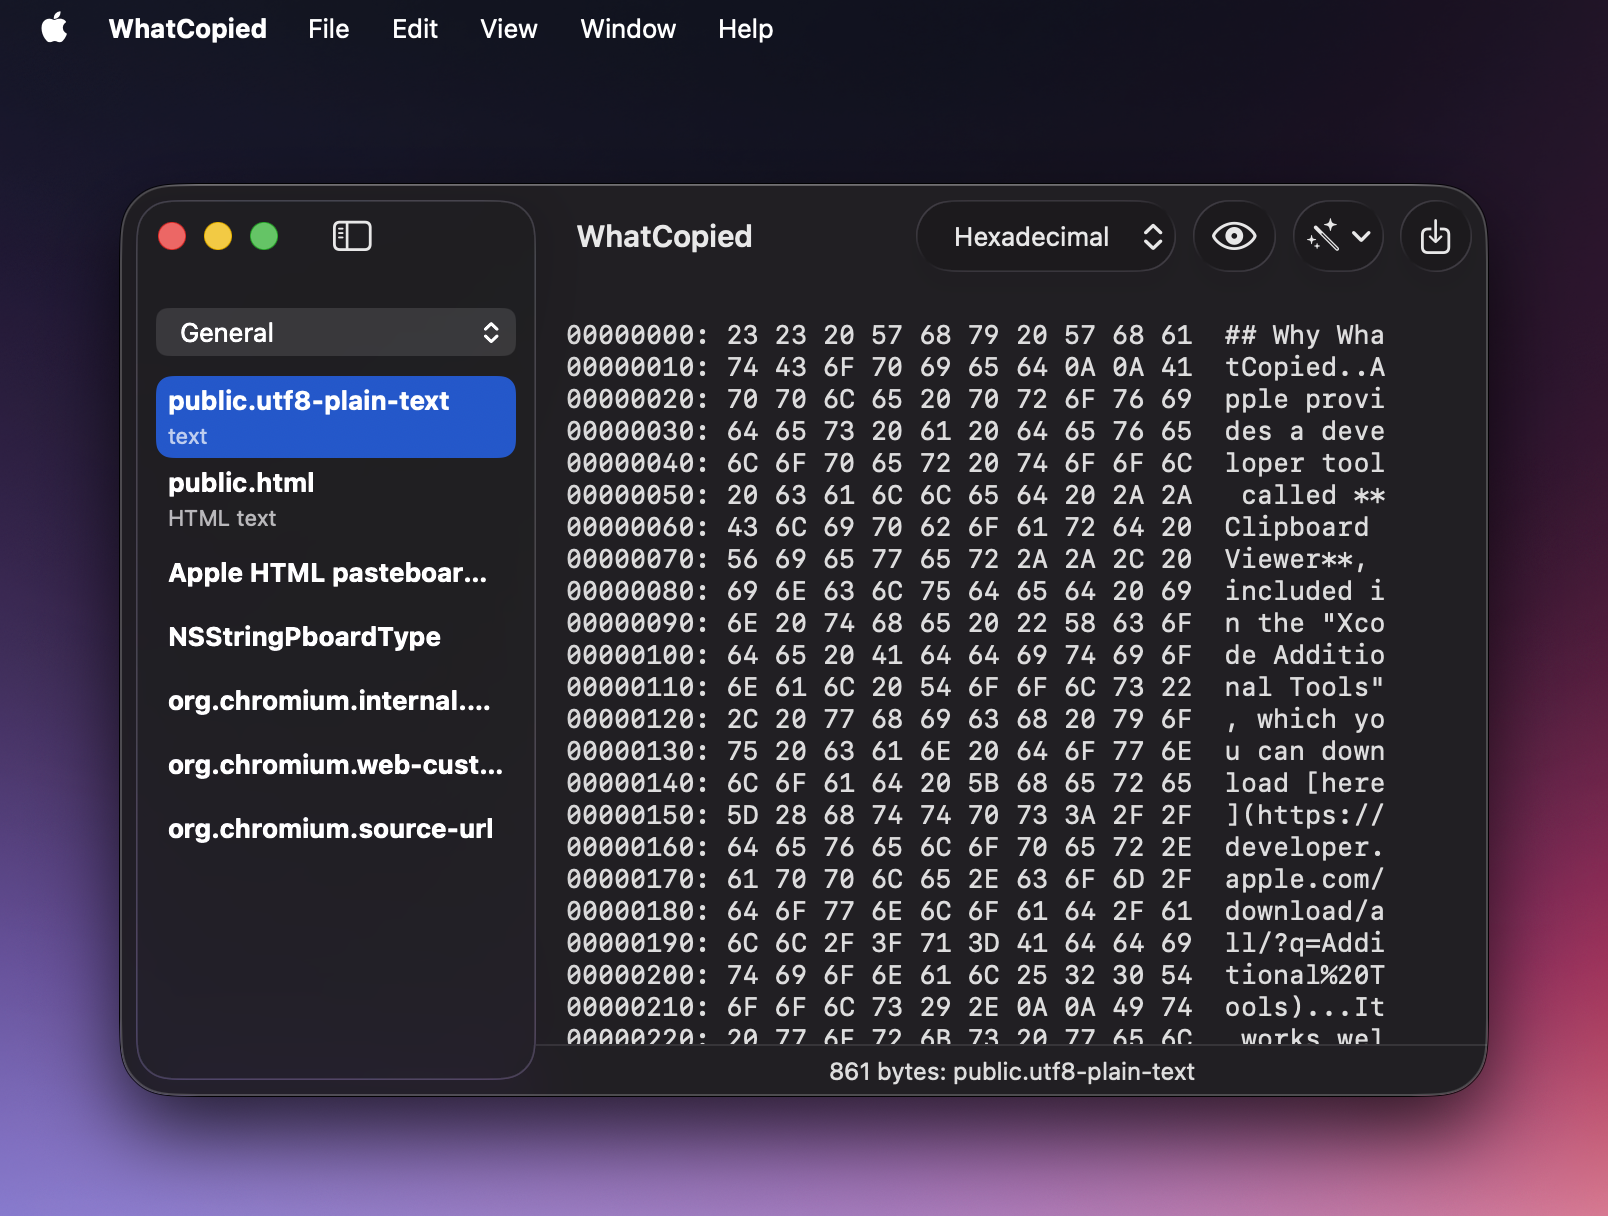 WhatCopied File Edit View Window Help
WhatCopied
Hexadecimal
General
public.utf8-plain-text
text
public.html
HTML text
Apple HTML pasteboar...
NSStringPboardType
org.chromium.internal....
org.chromium.web-cust...
org.chromium.source-url
00000000: 23 23 20 57 68 79 20 57 68 61 ## Why Wha
00000010: 74 43 6F 70 69 65 64 0A 0A 41 tCopied..A
00000020: 70 70 6C 65 20 70 72 6F 76 69 pple provi
00000030: 64 65 73 20 61 20 64 65 76 65 des a deve
00000040: 6C 6F 70 65 72 20 74 6F 6F 6C loper tool
00000050: 20 63 61 6C 6C 65 64 20 2A 2A  called **
00000060: 43 6C 69 70 62 6F 61 72 64 20 Clipboard
00000070: 56 69 65 77 65 72 2A 2A 2C 20 Viewer**,
00000080: 69 6E 63 6C 75 64 65 64 20 69 included i
00000090: 6E 20 74 68 65 20 22 58 63 6F n the "Xco
00000100: 64 65 20 41 64 64 69 74 69 6F de Additio
00000110: 6E 61 6C 20 54 6F 6F 6C 73 22 nal Tools"
00000120: 2C 20 77 68 69 63 68 20 79 6F , which yo
00000130: 75 20 63 61 6E 20 64 6F 77 6E u can down
00000140: 6C 6F 61 64 20 5B 68 65 72 65 load [here
00000150: 5D 28 68 74 74 70 73 3A 2F 2F ](https://
00000160: 64 65 76 65 6C 6F 70 65 72 2E developer.
00000170: 61 70 70 6C 65 2E 63 6F 6D 2F apple.com/
00000180: 64 6F 77 6E 6C 6F 61 64 2F 61 download/a
00000190: 6C 6C 2F 3F 71 3D 41 64 64 69 ll/?q=Addi
00000200: 74 69 6F 6E 61 6C 25 32 30 54 tional%20T
00000210: 6F 6F 6C 73 29 2E 0A 0A 49 74 ools)...It
00000220: 20 77 6F 72 6B 73 20 77 65 6C  works wel
861 bytes: public.utf8-plain-text